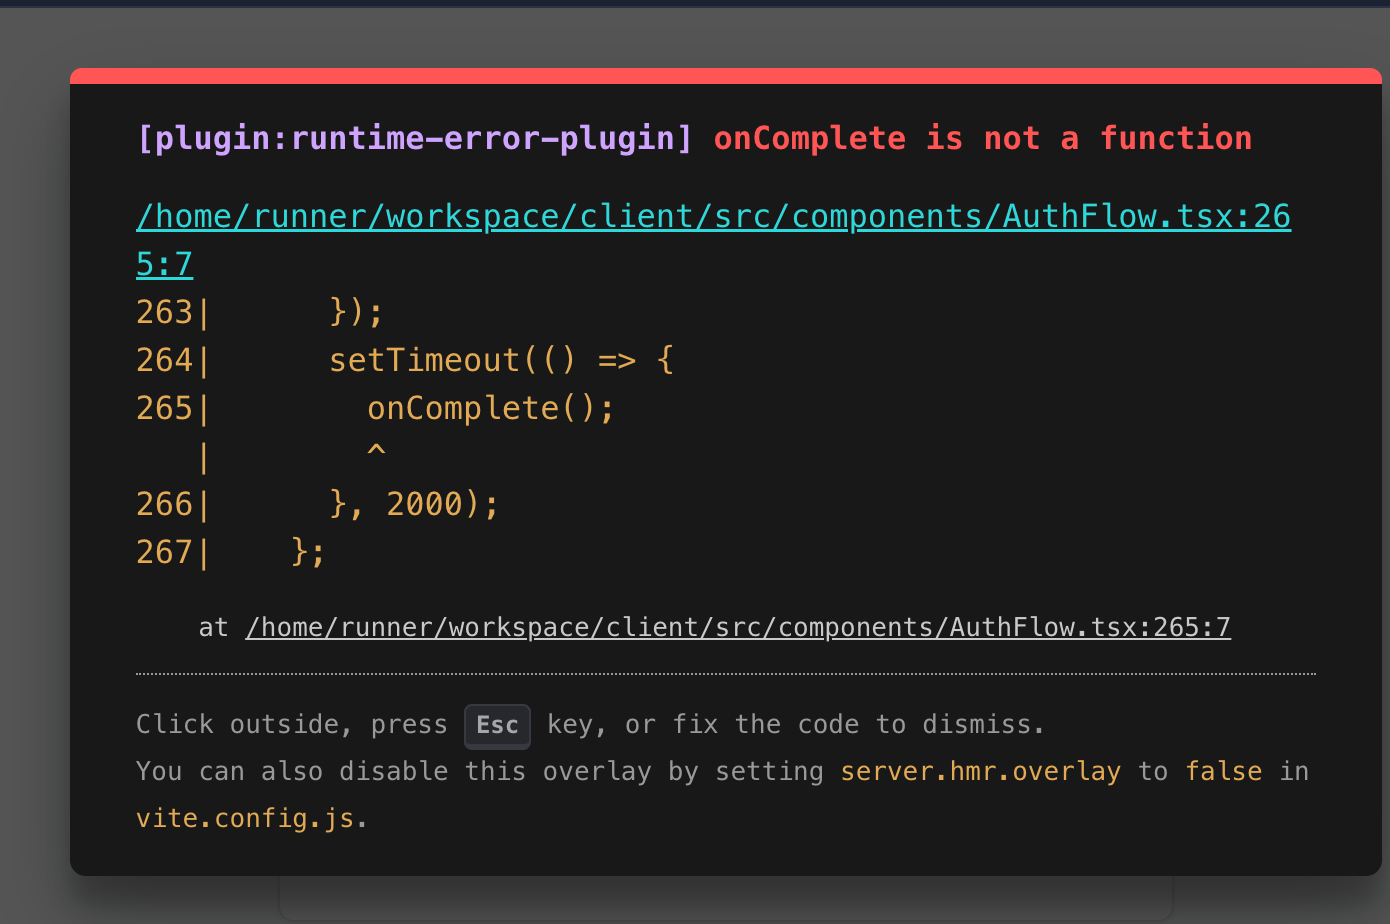 [plugin:runtime-error-plugin] onComplete is not a function
/home/runner/workspace/client/src/components/AuthFlow.tsx:26
5:7
263|      });
264|      setTimeout(() => {
265|        onComplete();
   |        ^
266|      }, 2000);
267|    };
    at /home/runner/workspace/client/src/components/AuthFlow.tsx:265:7
Click outside, press Esc key, or fix the code to dismiss.
You can also disable this overlay by setting server.hmr.overlay to false in
vite.config.js.